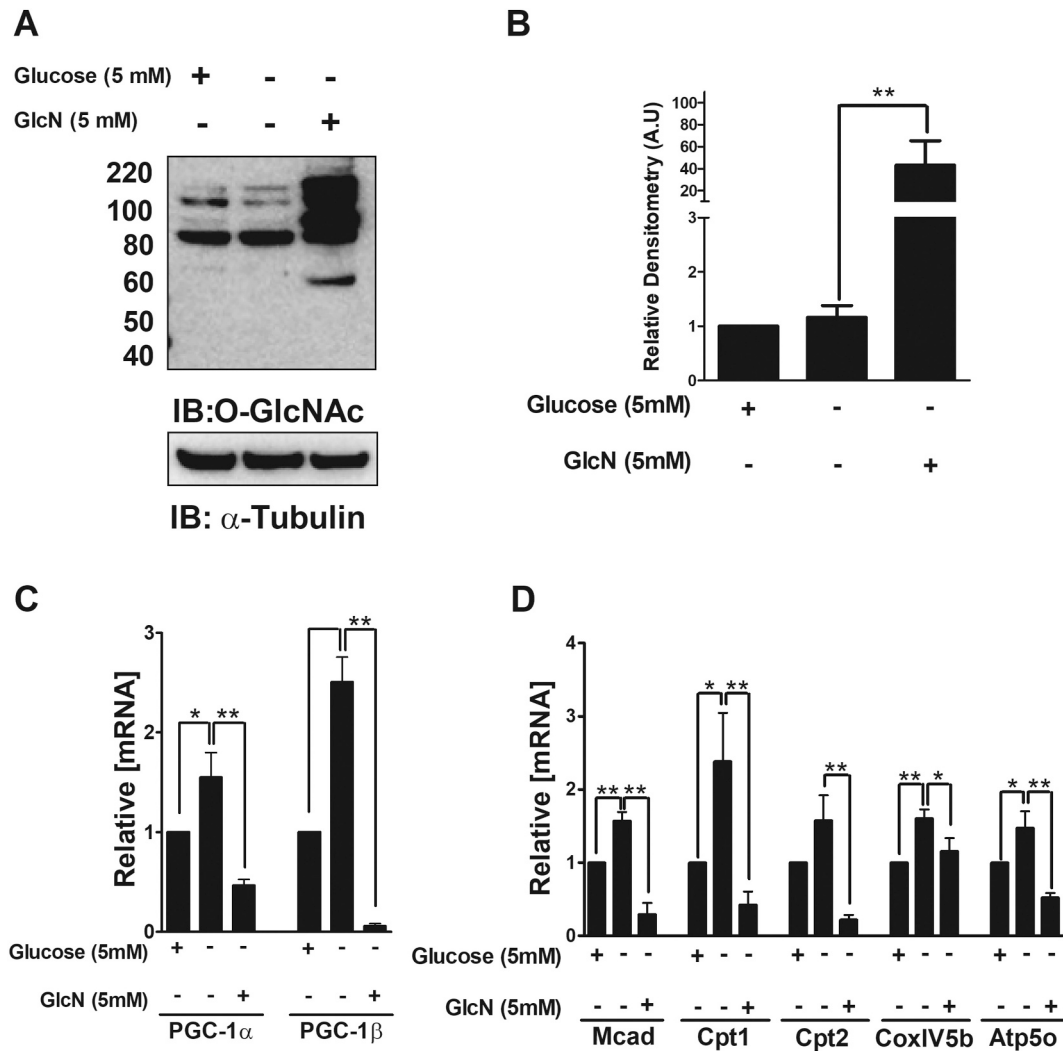 A
Glucose (5 mM) + - -
GlcN (5 mM) - - +
220
100
80
60
50
40
IB:O-GlcNAc
IB: α-Tubulin
B
Relative Densitometry (A.U)
100
80
60
40
20
3
2
1
0
**
Glucose (5mM) + - -
GlcN (5mM) - - +
C
Relative [mRNA]
3
2
1
0
* ** **
Glucose (5mM) + - - + - -
GlcN (5mM) - - + - - +
PGC-1α PGC-1β
D
Relative [mRNA]
4
3
2
1
0
** ** * ** ** ** * * **
Glucose (5mM) + - - + - - + - - + - - + - -
GlcN (5mM) - - + - - + - - + - - + - - +
Mcad Cpt1 Cpt2 CoxIV5b Atp5o